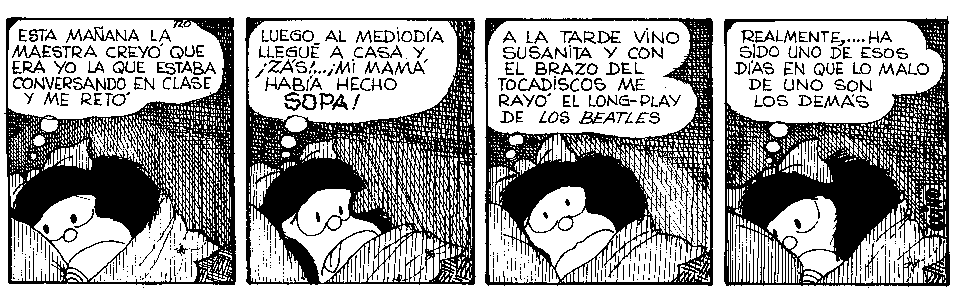 120
ESTA MAÑANA LA
MAESTRA CREYÓ QUE
ERA YO LA QUE ESTABA
CONVERSANDO EN CLASE
Y ME RETÓ
LUEGO AL MEDIODÍA
LLEGUÉ A CASA Y
¡ZÁS!...¡MI MAMÁ
HABÍA HECHO
SOPA!
A LA TARDE VINO
SUSANITA Y CON
EL BRAZO DEL
TOCADISCOS ME
RAYÓ EL LONG-PLAY
DE LOS BEATLES
REALMENTE,....HA
SIDO UNO DE ESOS
DÍAS EN QUE LO MALO
DE UNO SON
LOS DEMÁS